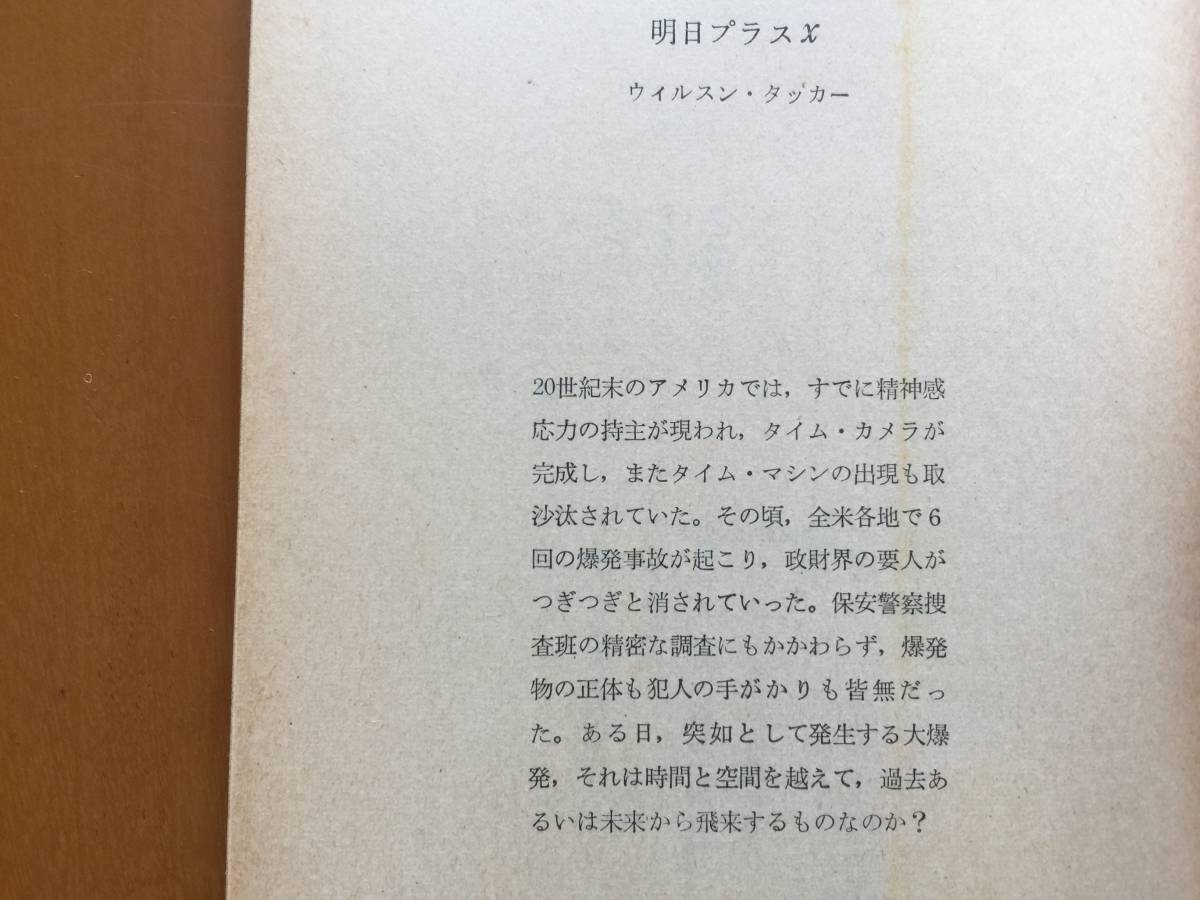 明日プラスx
ウィルスン・タッカー
20世紀末のアメリカでは，すでに精神感
応力の持主が現われ，タイム・カメラが
完成し，またタイム・マシンの出現も取
沙汰されていた。その頃，全米各地で6
回の爆発事故が起こり，政財界の要人が
つぎつぎと消されていった。保安警察捜
査班の精密な調査にもかかわらず，爆発
物の正体も犯人の手がかりも皆無だっ
た。ある日，突如として発生する大爆
発，それは時間と空間を越えて，過去あ
るいは未来から飛来するものなのか？